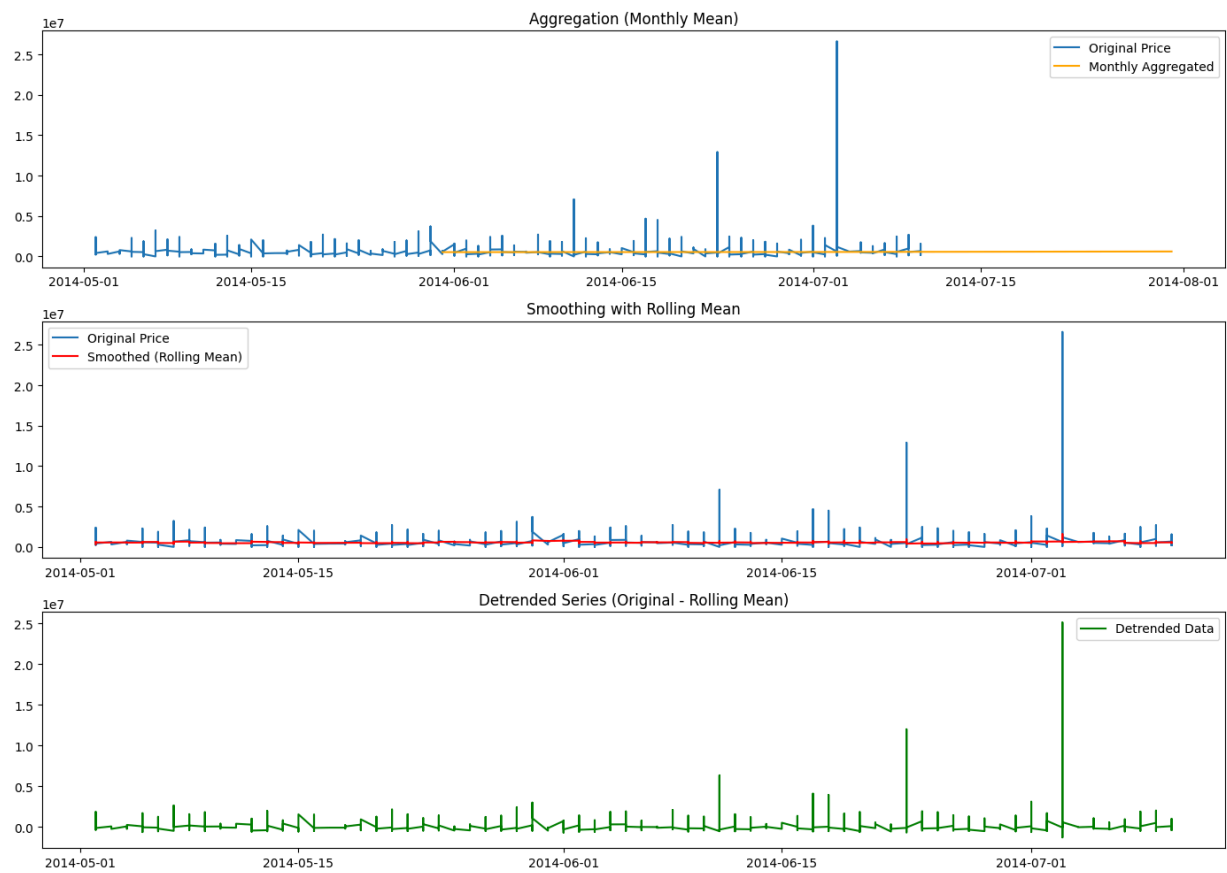 Aggregation (Monthly Mean)
1e7
2.5
2.0
1.5
1.0
0.5
0.0
Original Price
Monthly Aggregated
2014-05-01 2014-05-15 2014-06-01 2014-06-15 2014-07-01 2014-07-15 2014-08-01
Smoothing with Rolling Mean
1e7
2.5
2.0
1.5
1.0
0.5
0.0
Original Price
Smoothed (Rolling Mean)
2014-05-01 2014-05-15 2014-06-01 2014-06-15 2014-07-01
Detrended Series (Original - Rolling Mean)
1e7
2.5
2.0
1.5
1.0
0.5
0.0
Detrended Data
2014-05-01 2014-05-15 2014-06-01 2014-06-15 2014-07-01